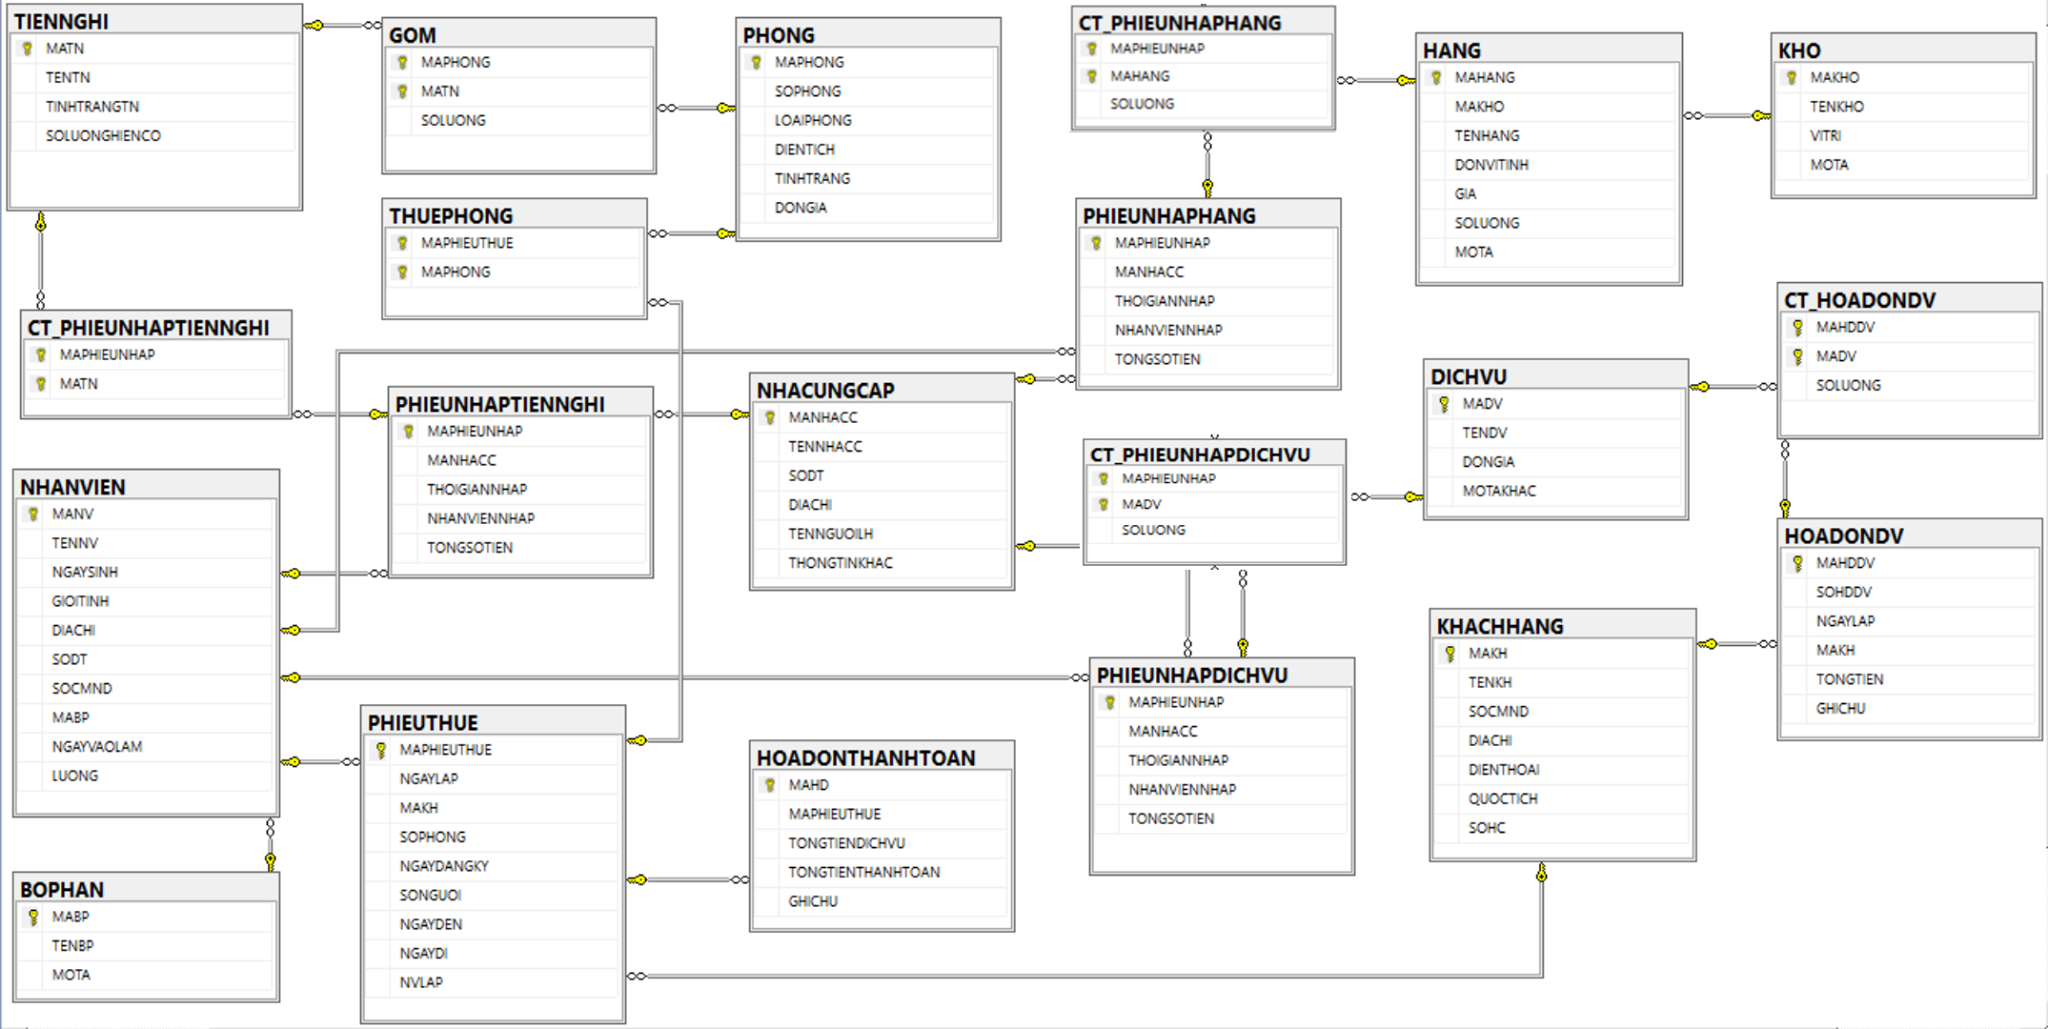 TIENNGHI
MATN
TENTN
TINHTRANGTN
SOLUONGHIENCO
GOM
MAPHONG
MATN
SOLUONG
PHONG
MAPHONG
SOPHONG
LOAIPHONG
DIENTICH
TINHTRANG
DONGIA
CT_PHIEUNHAPHANG
MAPHIEUNHAP
MAHANG
SOLUONG
HANG
MAHANG
MAKHO
TENHANG
DONVITINH
GIA
SOLUONG
MOTA
KHO
MAKHO
TENKHO
VITRI
MOTA
THUEPHONG
MAPHIEUTHUE
MAPHONG
PHIEUNHAPHANG
MAPHIEUNHAP
MANHACC
THOIGIANNHAP
NHANVIENNHAP
TONGSOTIEN
CT_PHIEUNHAPTIENNGHI
MAPHIEUNHAP
MATN
PHIEUNHAPTIENNGHI
MAPHIEUNHAP
MANHACC
THOIGIANNHAP
NHANVIENNHAP
TONGSOTIEN
NHACUNGCAP
MANHACC
TENNHACC
SODT
DIACHI
TENNGUOILH
THONGTINKHAC
CT_PHIEUNHAPDICHVU
MAPHIEUNHAP
MADV
SOLUONG
DICHVU
MADV
TENDV
DONGIA
MOTAKHAC
CT_HOADONDV
MAHDDV
MADV
SOLUONG
NHANVIEN
MANV
TENNV
NGAYSINH
GIOITINH
DIACHI
SODT
SOCMND
MABP
NGAYVAOLAM
LUONG
HOADONDV
MAHDDV
SOHDDV
NGAYLAP
MAKH
TONGTIEN
GHICHU
KHACHHANG
MAKH
TENKH
SOCMND
DIACHI
DIENTHOAI
QUOCTICH
SOHC
PHIEUNHAPDICHVU
MAPHIEUNHAP
MANHACC
THOIGIANNHAP
NHANVIENNHAP
TONGSOTIEN
PHIEUTHUE
MAPHIEUTHUE
NGAYLAP
MAKH
SOPHONG
NGAYDANGKY
SONGUOI
NGAYDEN
NGAYDI
NVLAP
HOADONTHANHTOAN
MAHD
MAPHIEUTHUE
TONGTIENDICHVU
TONGTIENTHANHTOAN
GHICHU
BOPHAN
MABP
TENBP
MOTA